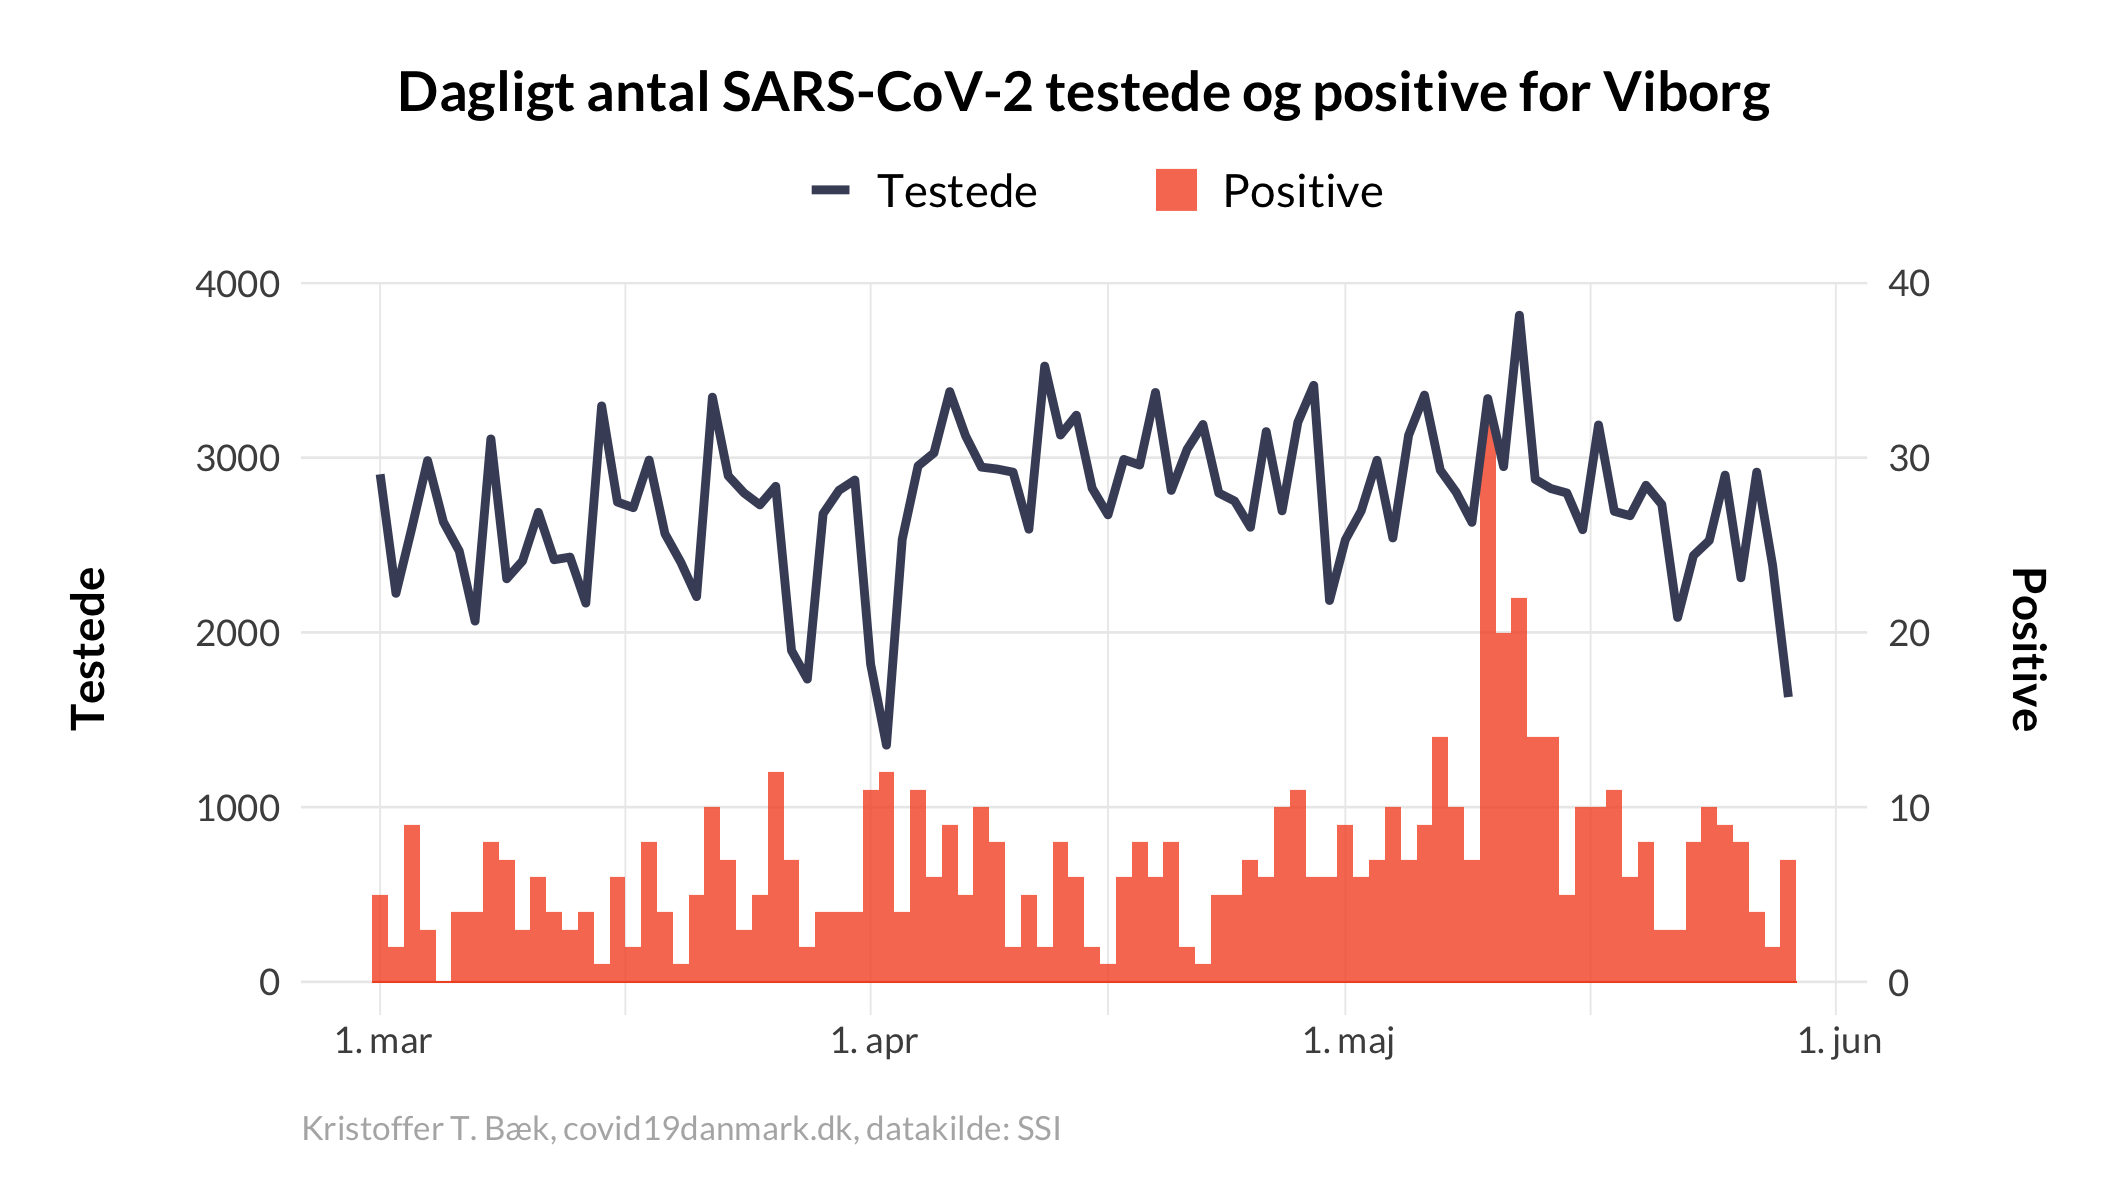 Dagligt antal SARS-CoV-2 testede og positive for Viborg
Testede
Positive
4000
3000
2000
1000
0
40
30
20
10
0
Testede
Positive
1. mar
1. apr
1. maj
1. jun
Kristoffer T. Bæk, covid19danmark.dk, datakilde: SSI